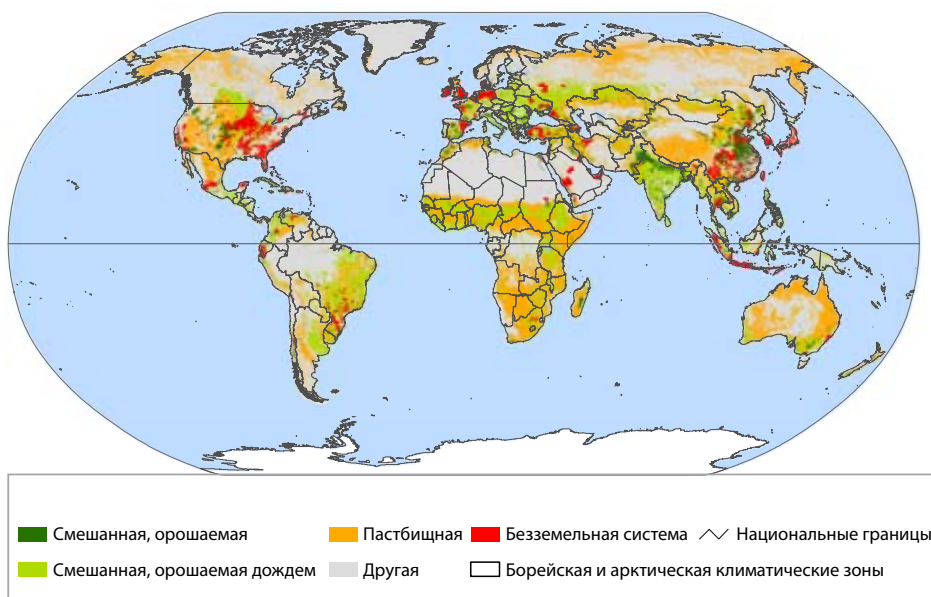 Смешанная, орошаемая
Пастбищная
Безземельная система
Национальные границы
Смешанная, орошаемая дождем
Другая
Борейская и арктическая климатические зоны